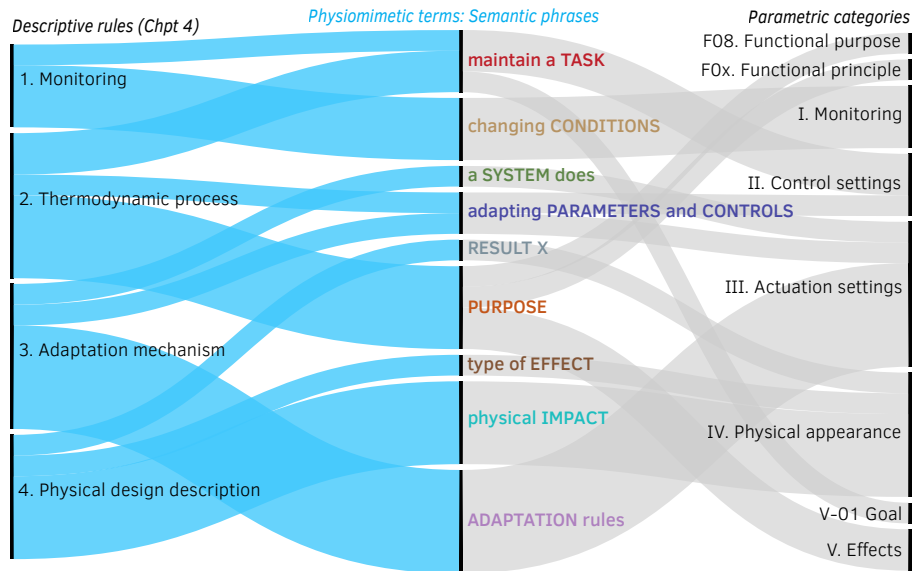 Descriptive rules (Chpt 4)
Physiomimetic terms: Semantic phrases
Parametric categories
1. Monitoring
2. Thermodynamic process
3. Adaptation mechanism
4. Physical design description
maintain a TASK
changing CONDITIONS
a SYSTEM does
adapting PARAMETERS and CONTROLS
RESULT X
PURPOSE
type of EFFECT
physical IMPACT
ADAPTATION rules
F08. Functional purpose
F0x. Functional principle
I. Monitoring
II. Control settings
III. Actuation settings
IV. Physical appearance
V-01 Goal
V. Effects